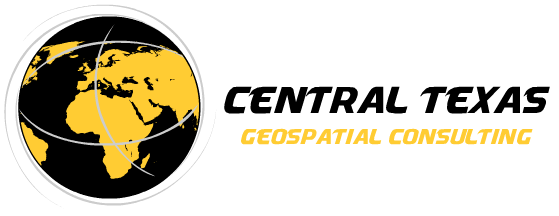 CENTRAL TEXAS
GEOSPATIAL CONSULTING